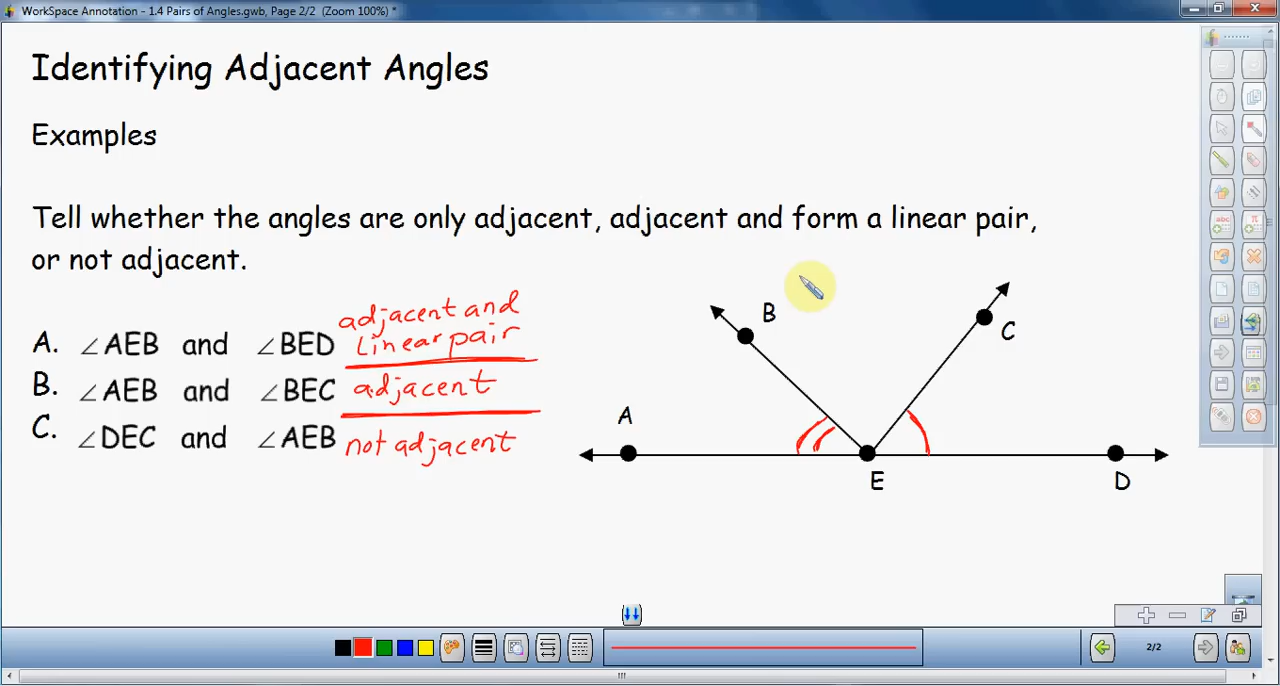 WorkSpace Annotation - 1.4 Pairs of Angles.gwb, Page 2/2 (Zoom 100%) *
Identifying Adjacent Angles
Examples
Tell whether the angles are only adjacent, adjacent and form a linear pair,
or not adjacent.
A. ∠AEB and ∠BED adjacent and
linear pair
B. ∠AEB and ∠BEC adjacent
C. ∠DEC and ∠AEB not adjacent
B
C
A
E
D
abc
π
2/2